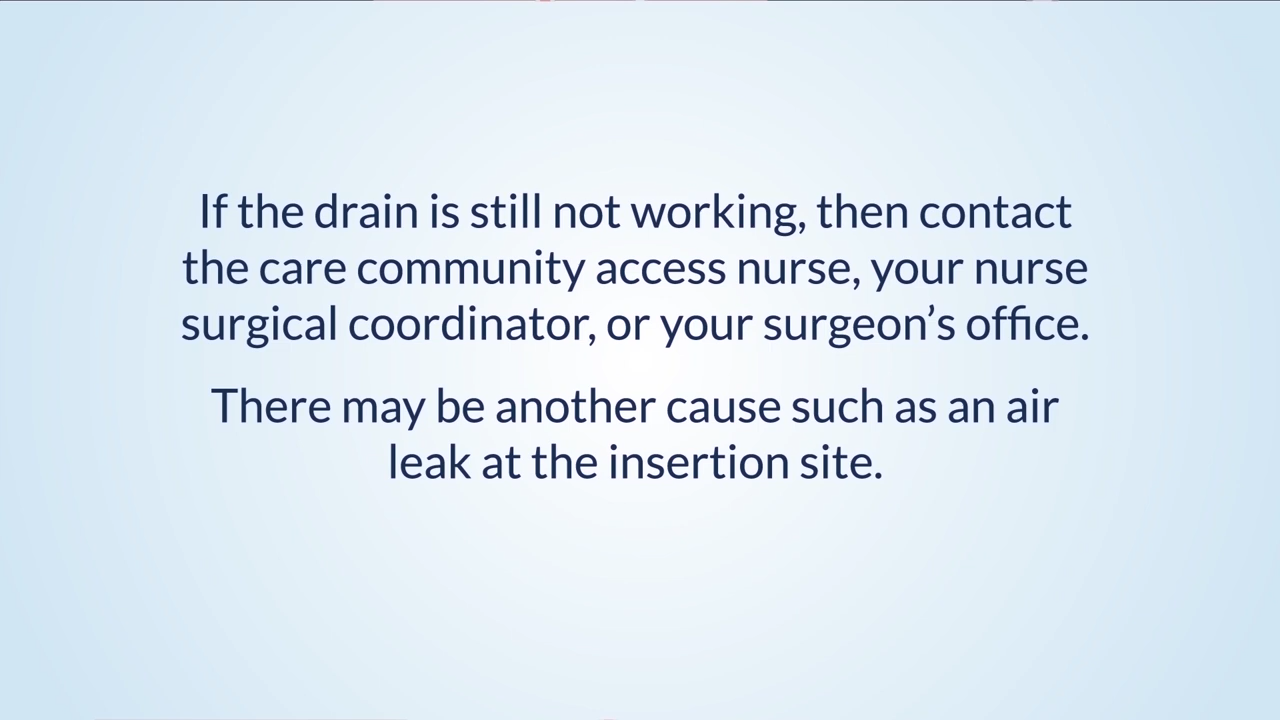 If the drain is still not working, then contact
the care community access nurse, your nurse
surgical coordinator, or your surgeon’s office.
There may be another cause such as an air
leak at the insertion site.